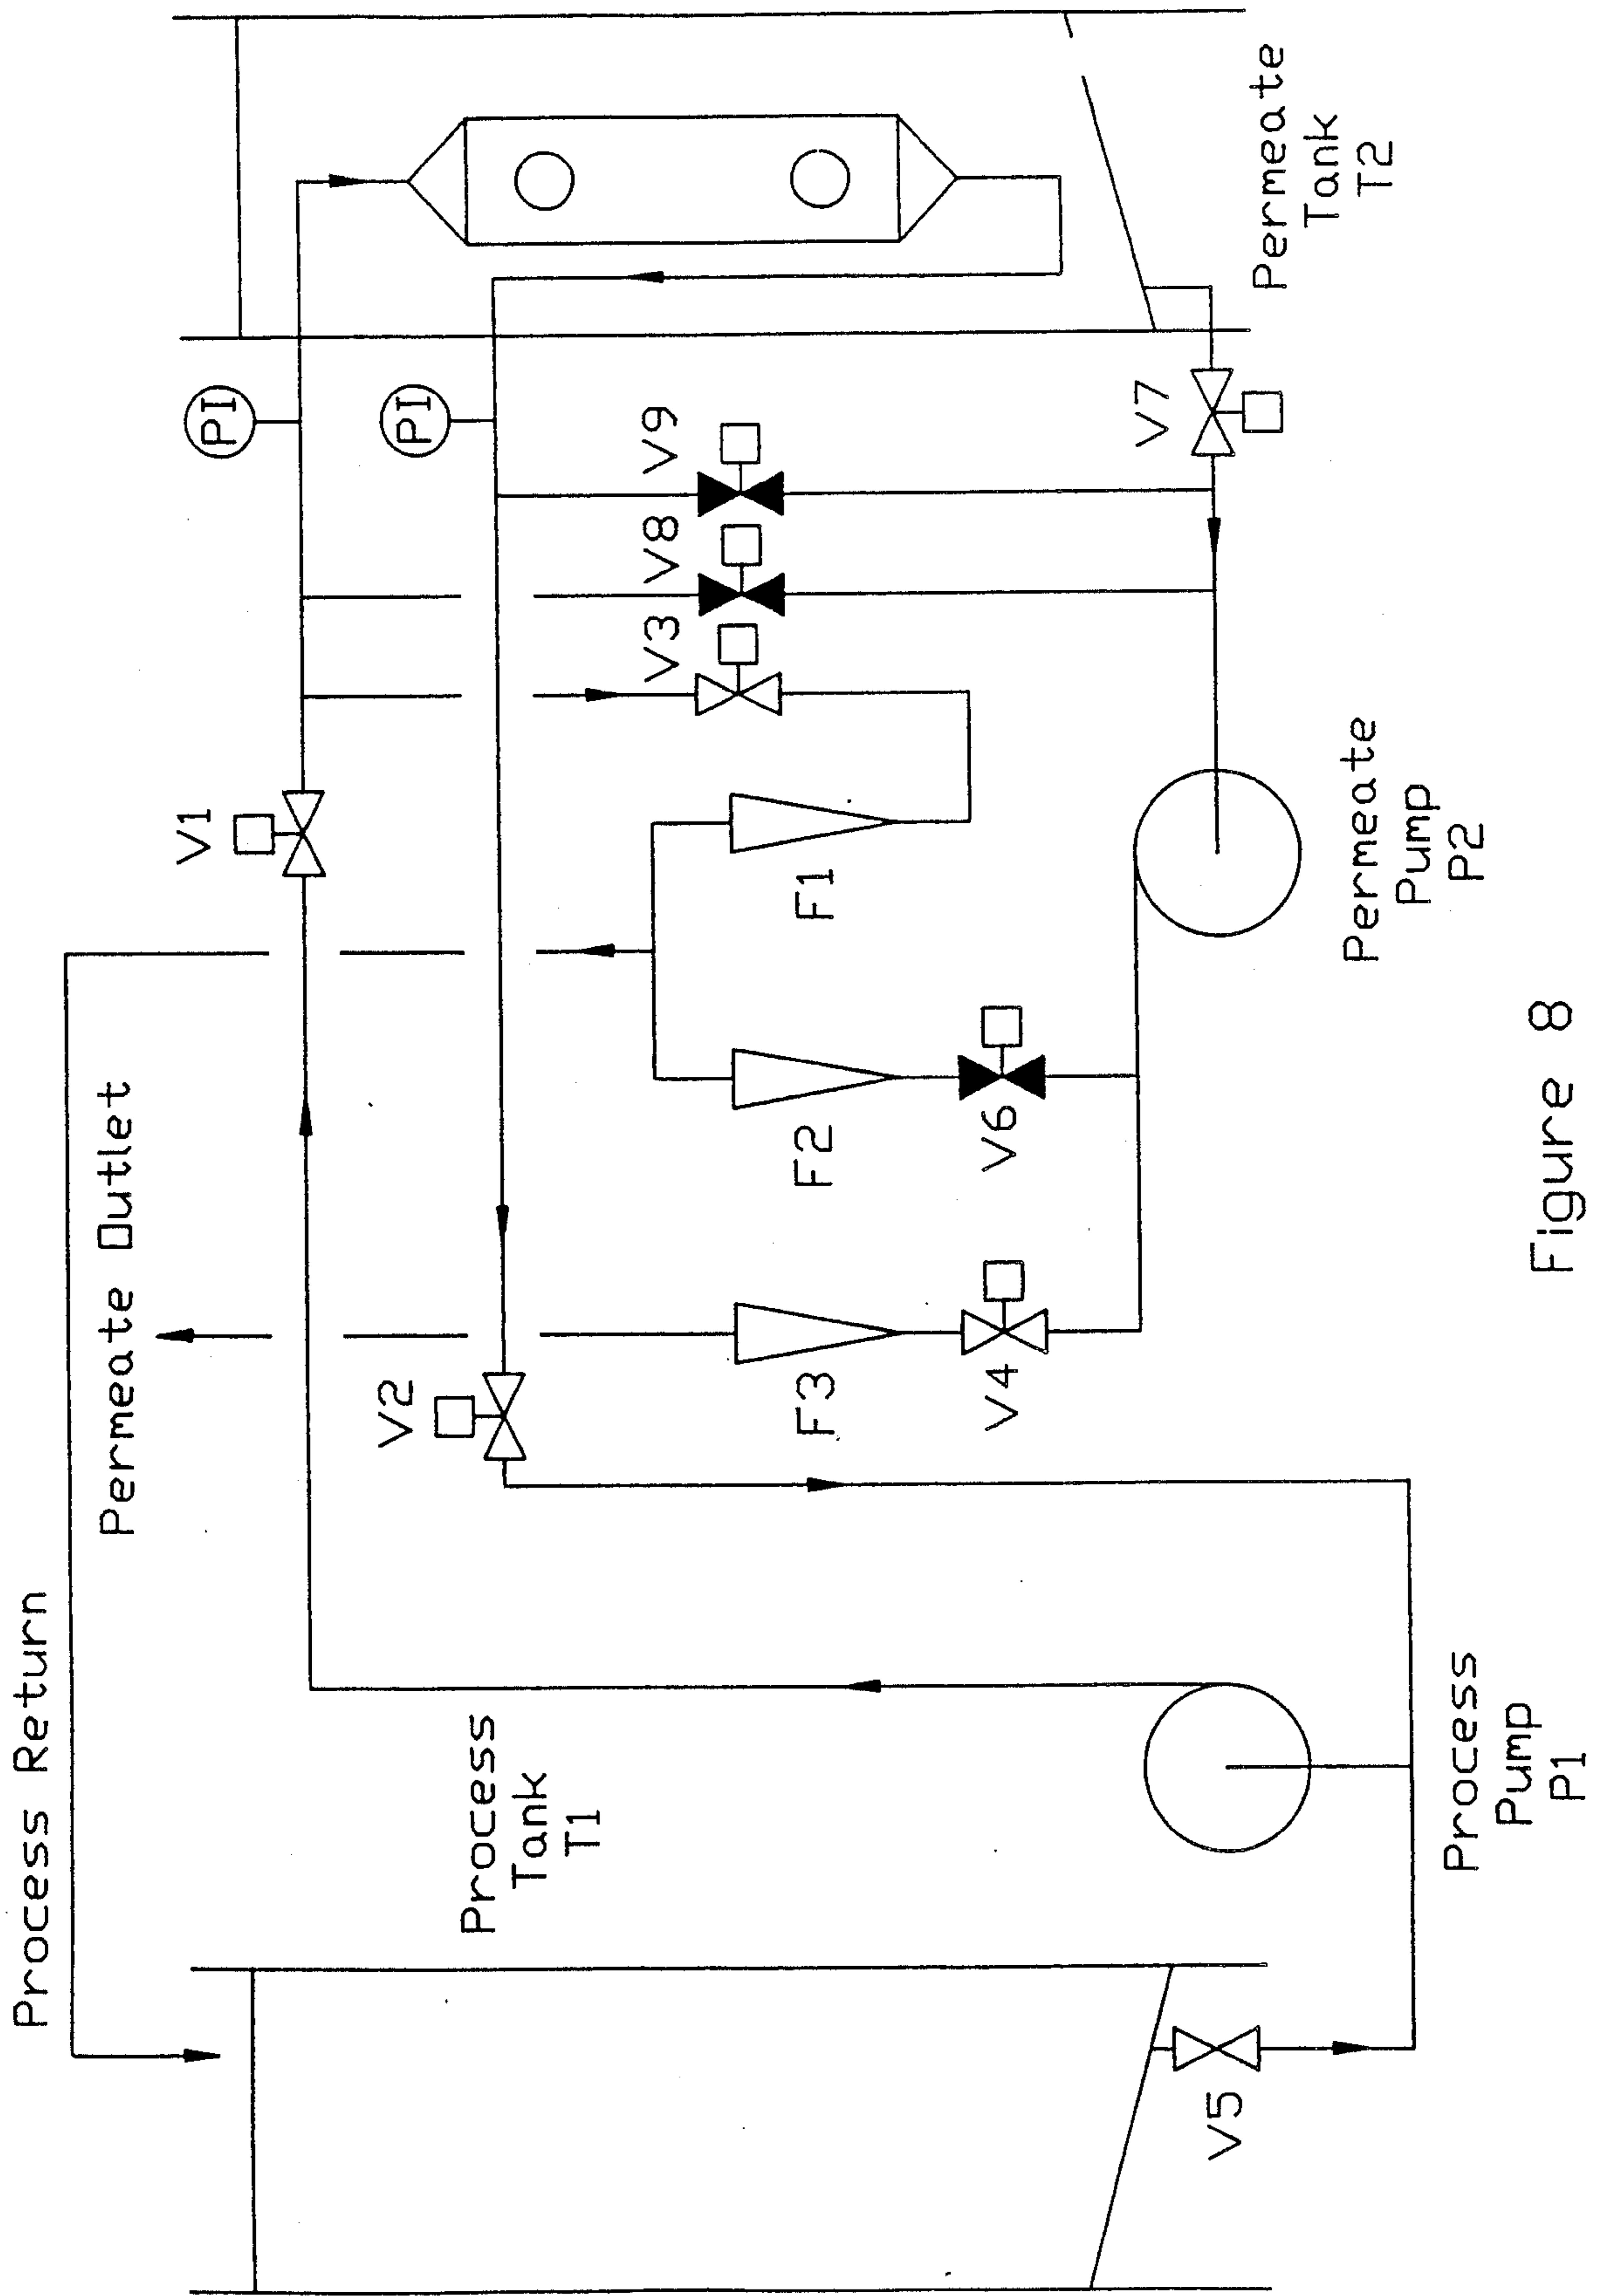 Process Return
Permeate Outlet
V1
PI
PI
V2
Process
Tank
T1
V3
V8
V9
F3
F2
F1
V4
V6
V7
V5
Permeate
Tank
T2
Permeate
Pump
P2
Process
Pump
P1
Figure 8